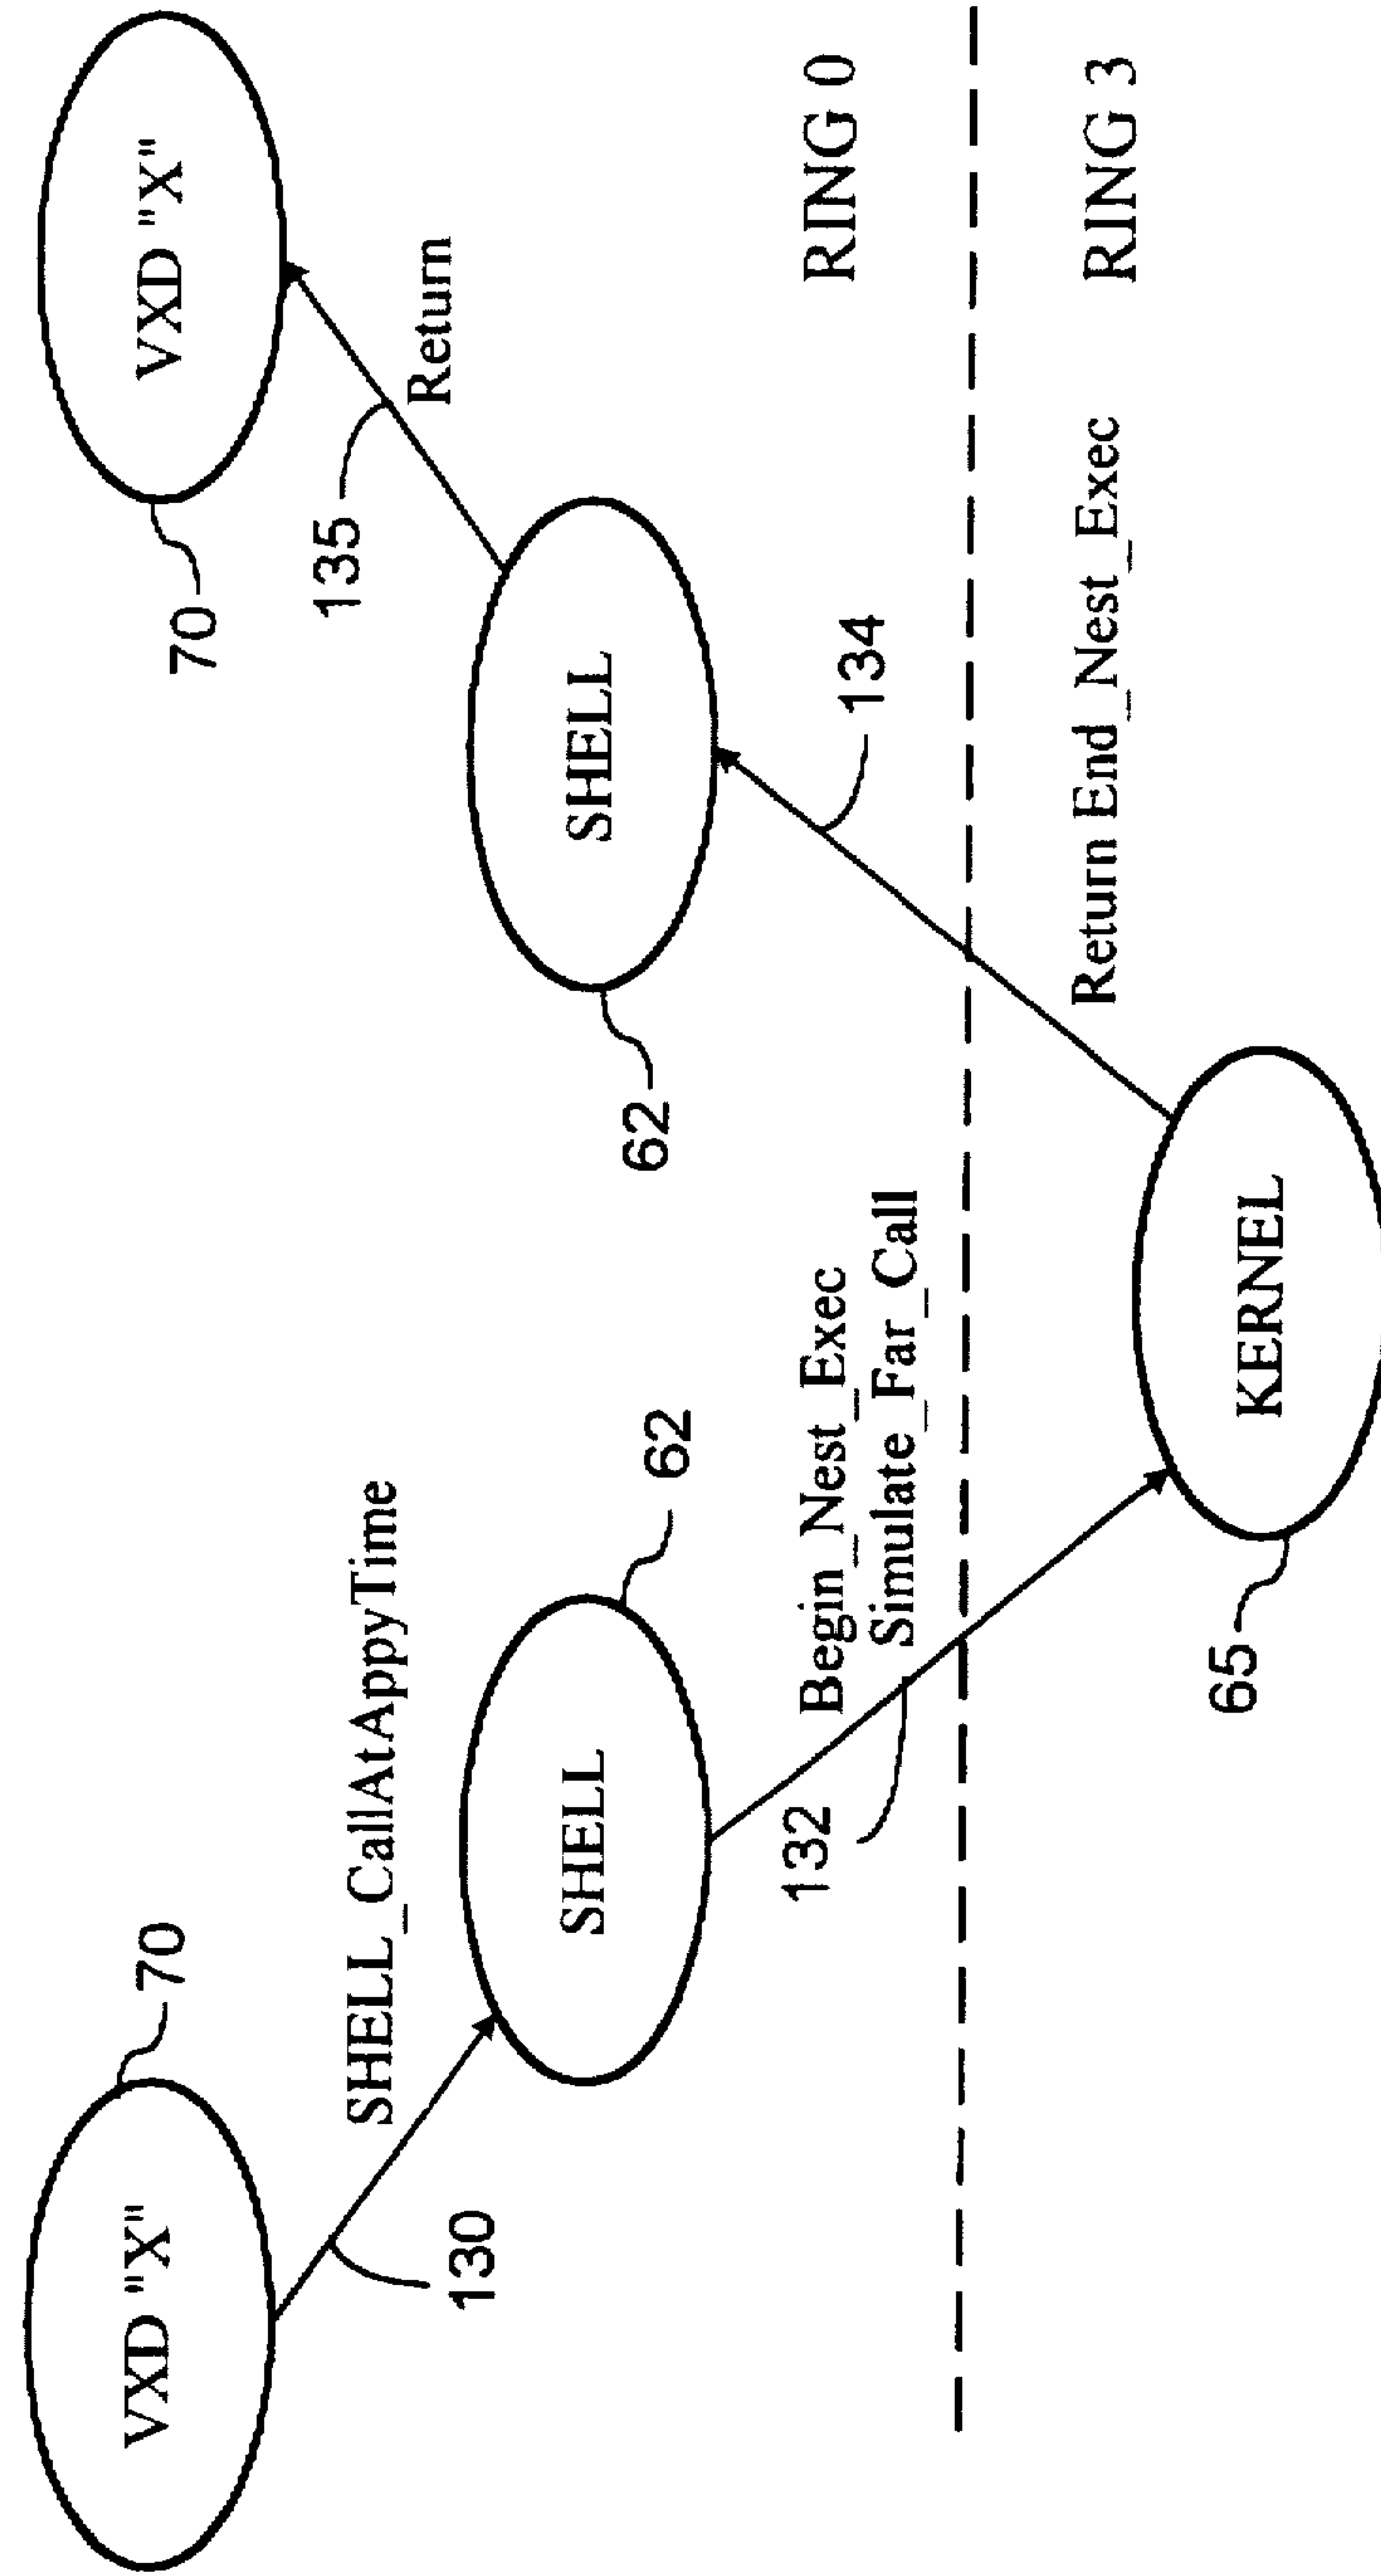 VXD "X"
70
130
SHELL_CallAtAppyTime
SHELL
62
132
Begin_Nest_Exec
Simulate_Far_Call
65
KERNEL
134
Return End_Nest_Exec
62
SHELL
135
Return
70
VXD "X"
RING 0
RING 3